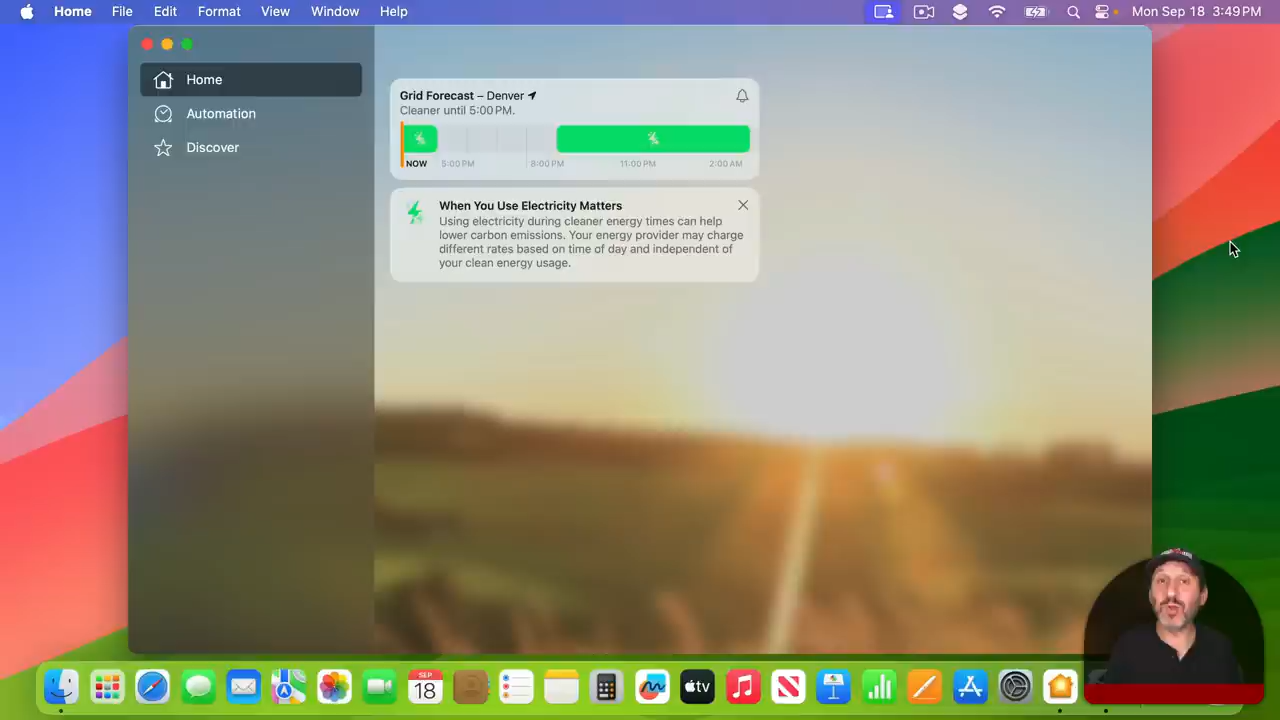 Home File Edit Format View Window Help
Mon Sep 18 3:49 PM
Home
Automation
Discover
Grid Forecast – Denver
Cleaner until 5:00 PM.
NOW 5:00 PM 8:00 PM 11:00 PM 2:00 AM
When You Use Electricity Matters
Using electricity during cleaner energy times can help
lower carbon emissions. Your energy provider may charge
different rates based on time of day and independent of
your clean energy usage.
SEP
18
tv